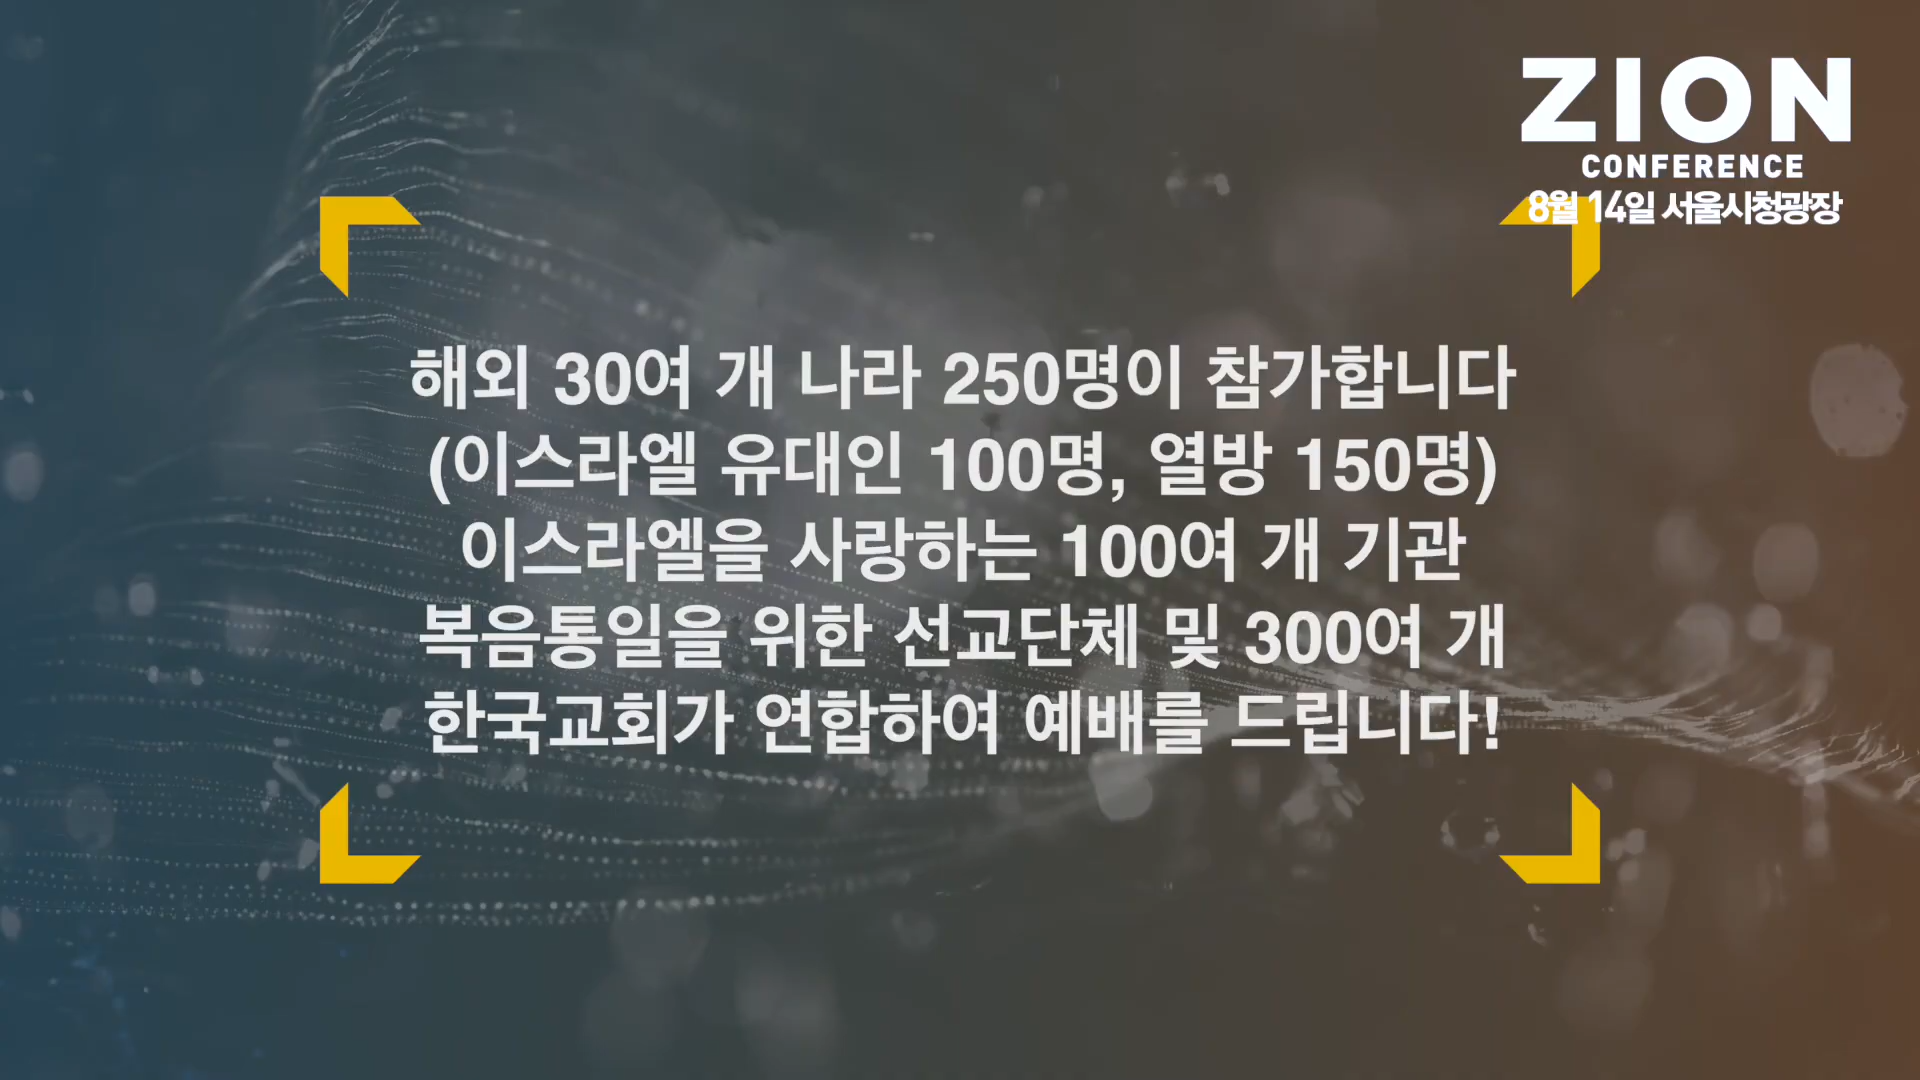 ZION
CONFERENCE
8월 14일 서울시청광장
해외 30여 개 나라 250명이 참가합니다
(이스라엘 유대인 100명, 열방 150명)
이스라엘을 사랑하는 100여 개 기관
복음통일을 위한 선교단체 및 300여 개
한국교회가 연합하여 예배를 드립니다!